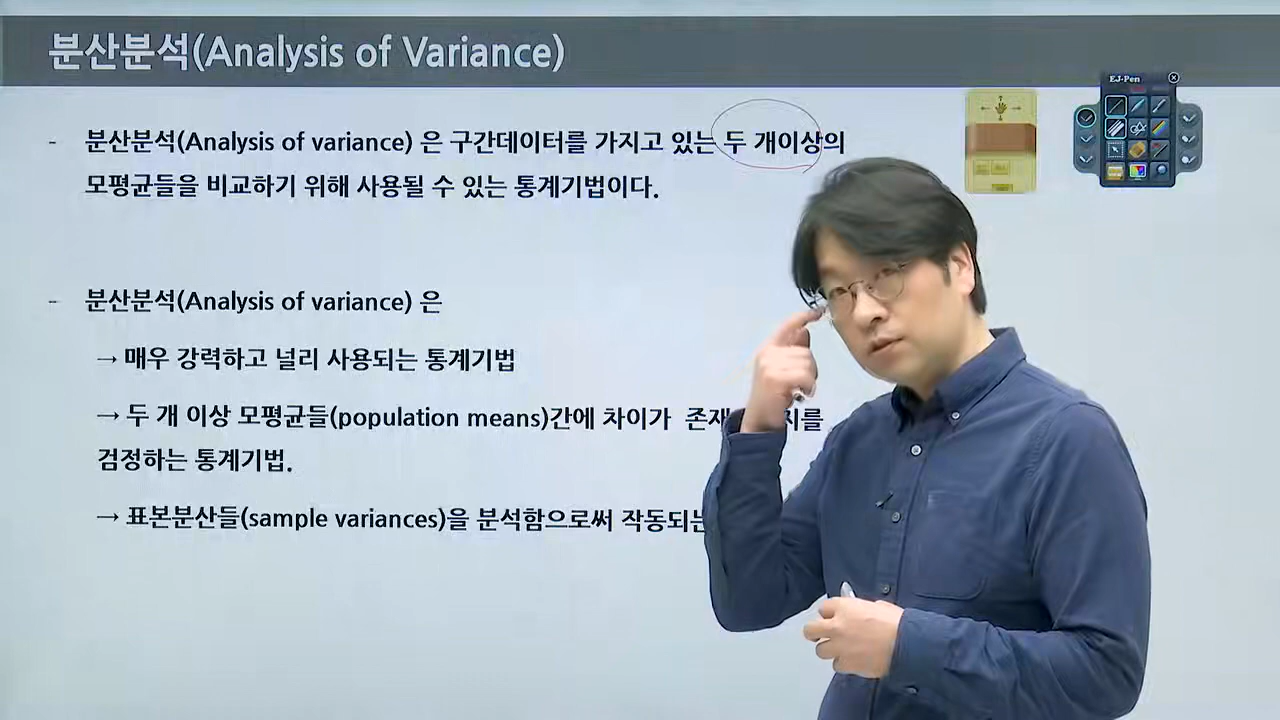 분산분석(Analysis of Variance)
EJ-Pen
- 분산분석(Analysis of variance) 은 구간데이터를 가지고 있는 두 개이상의
모평균들을 비교하기 위해 사용될 수 있는 통계기법이다.
- 분산분석(Analysis of variance) 은
→ 매우 강력하고 널리 사용되는 통계기법
→ 두 개 이상 모평균들(population means)간에 차이가 지를
검정하는 통계기법.
→ 표본분산들(sample variances)을 분석함으로써